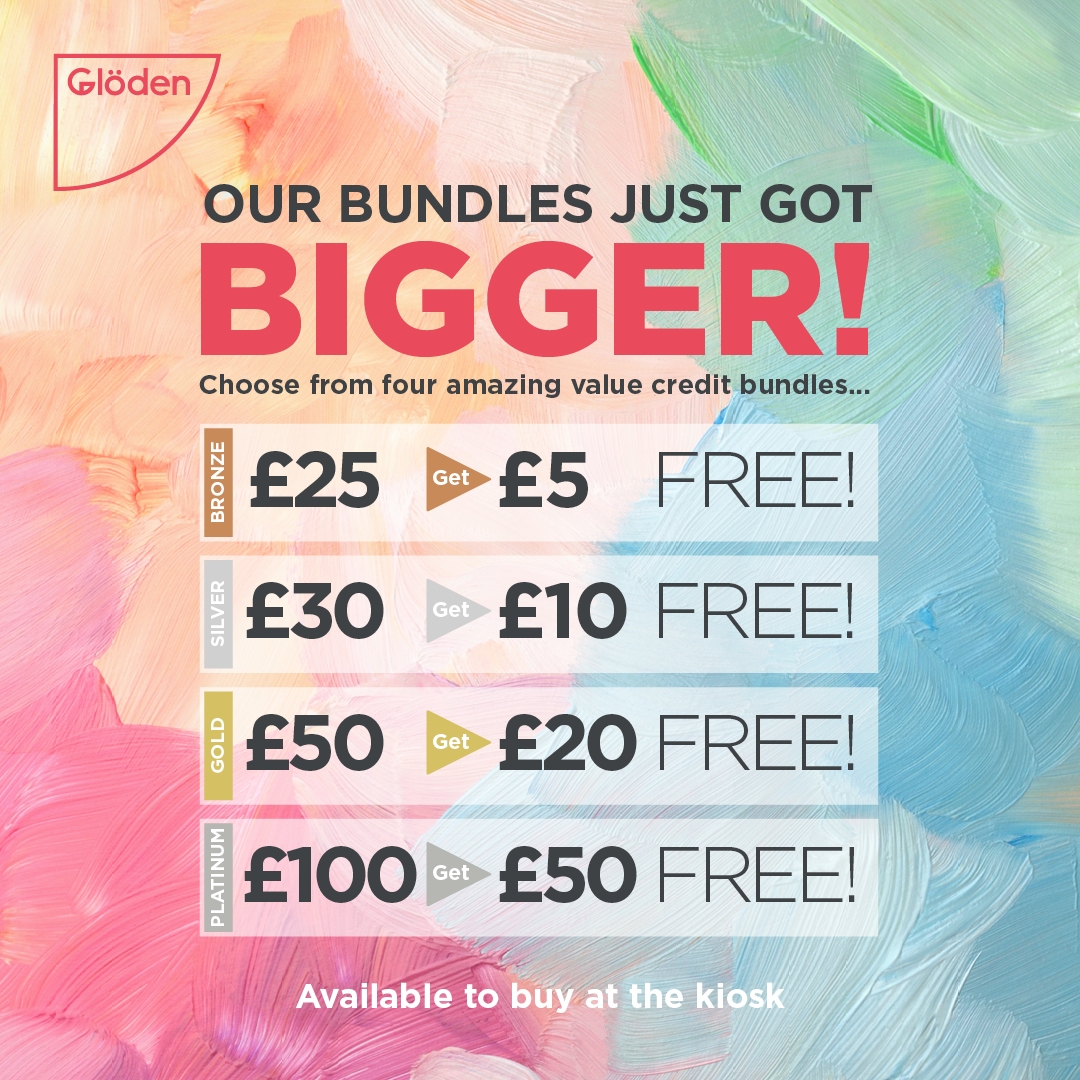 Glöden
OUR BUNDLES JUST GOT
BIGGER!
Choose from four amazing value credit bundles...
BRONZE £25 Get £5 FREE!
SILVER £30 Get £10 FREE!
GOLD £50 Get £20 FREE!
PLATINUM £100 Get £50 FREE!
Available to buy at the kiosk